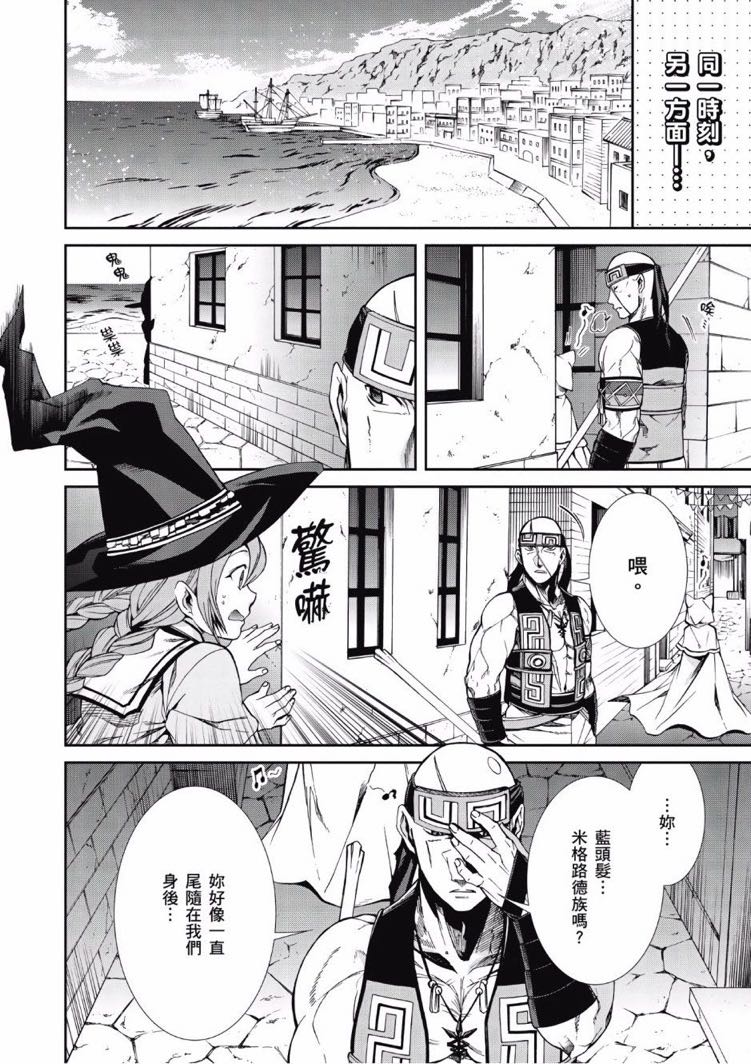 同一時刻，
另一方面—…
唉
鬼鬼
祟祟
喂。
驚嚇
…妳…
藍頭髮…
米格路德族嗎？
妳好像一直
尾隨在我們
身後…